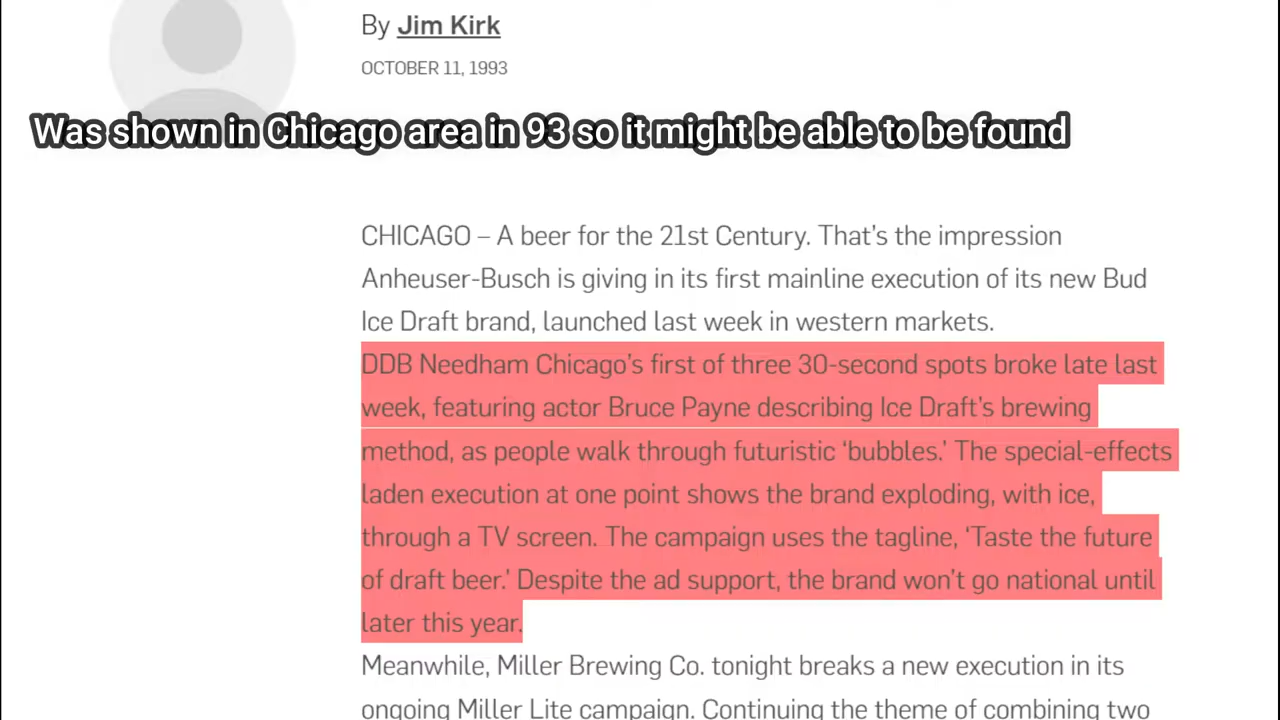 By Jim Kirk
OCTOBER 11, 1993
Was shown in Chicago area in 93 so it might be able to be found
CHICAGO – A beer for the 21st Century. That’s the impression
Anheuser-Busch is giving in its first mainline execution of its new Bud
Ice Draft brand, launched last week in western markets.
DDB Needham Chicago’s first of three 30-second spots broke late last
week, featuring actor Bruce Payne describing Ice Draft’s brewing
method, as people walk through futuristic ‘bubbles.’ The special-effects
laden execution at one point shows the brand exploding, with ice,
through a TV screen. The campaign uses the tagline, ‘Taste the future
of draft beer.’ Despite the ad support, the brand won’t go national until
later this year.
Meanwhile, Miller Brewing Co. tonight breaks a new execution in its
ongoing Miller Lite campaign. Continuing the theme of combining two